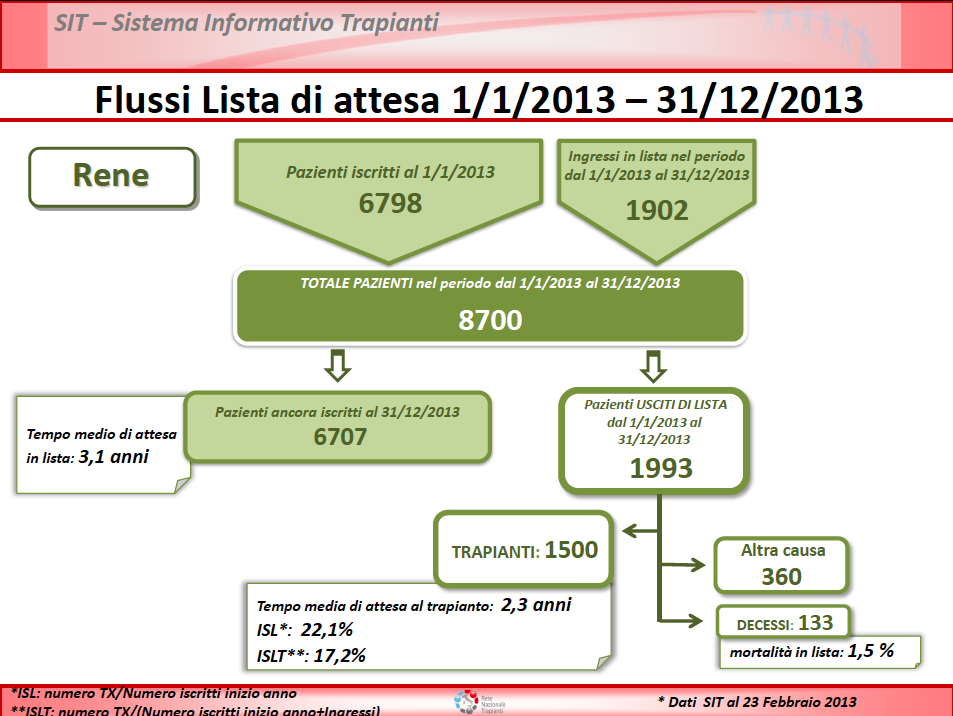 SIT – Sistema Informativo Trapianti
Flussi Lista di attesa 1/1/2013 – 31/12/2013
Rene
Pazienti iscritti al 1/1/2013
6798
Ingressi in lista nel periodo
dal 1/1/2013 al 31/12/2013
1902
TOTALE PAZIENTI nel periodo dal 1/1/2013 al 31/12/2013
8700
Tempo medio di attesa
in lista: 3,1 anni
Pazienti ancora iscritti al 31/12/2013
6707
Pazienti USCITI DI LISTA
dal 1/1/2013 al
31/12/2013
1993
TRAPIANTI: 1500
Tempo media di attesa al trapianto: 2,3 anni
ISL*: 22,1%
ISLT**: 17,2%
Altra causa
360
DECESSI: 133
mortalità in lista: 1,5 %
*ISL: numero TX/Numero iscritti inizio anno
**ISLT: numero TX/(Numero iscritti inizio anno+Ingressi)
Rete
Nazionale
Trapianti
* Dati SIT al 23 Febbraio 2013